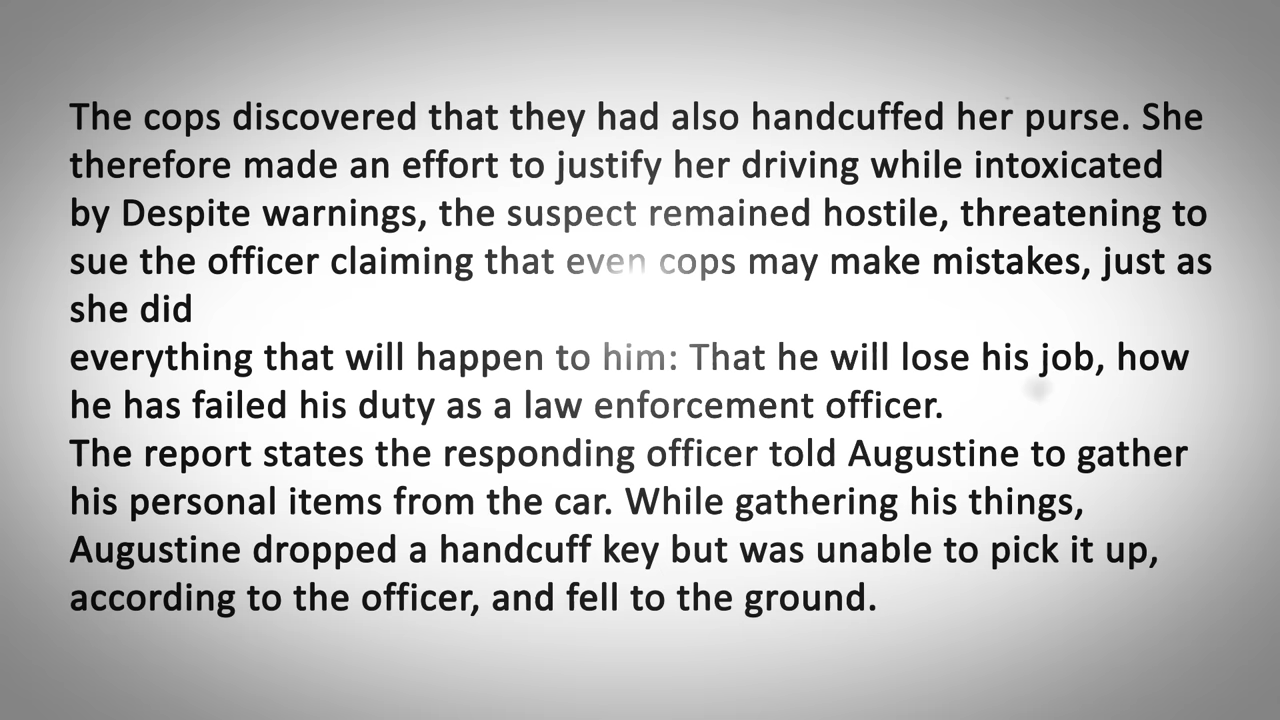 The cops discovered that they had also handcuffed her purse. She
therefore made an effort to justify her driving while intoxicated
by Despite warnings, the suspect remained hostile, threatening to
sue the officer claiming that even cops may make mistakes, just as
she did
everything that will happen to him: That he will lose his job, how
he has failed his duty as a law enforcement officer.
The report states the responding officer told Augustine to gather
his personal items from the car. While gathering his things,
Augustine dropped a handcuff key but was unable to pick it up,
according to the officer, and fell to the ground.